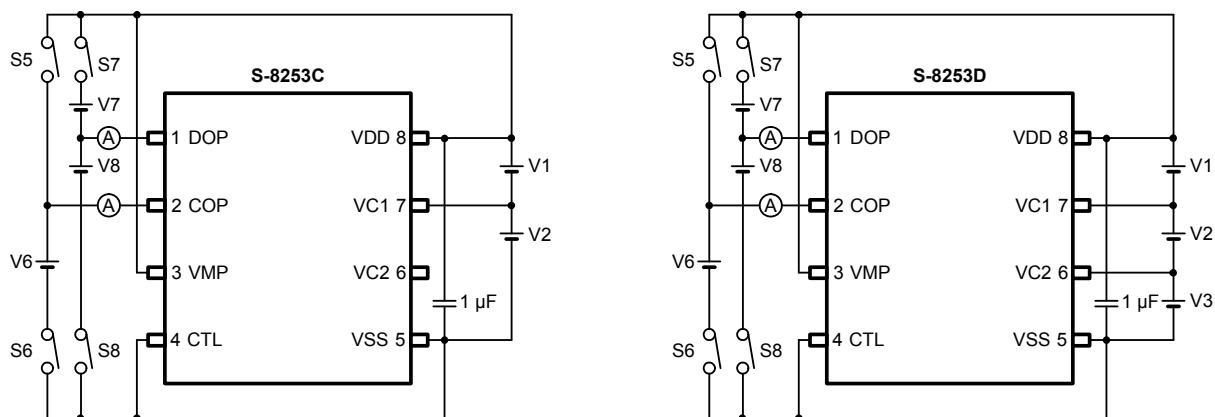 S-8253C
S5
S7
V7
A
1 DOP
VDD 8
V8
V1
A
2 COP
VC1 7
V6
V2
3 VMP
VC2 6
1 µF
S6
S8
4 CTL
VSS 5
S-8253D
S5
S7
V7
A
1 DOP
VDD 8
V8
V1
A
2 COP
VC1 7
V6
V2
3 VMP
VC2 6
1 µF
V3
S6
S8
4 CTL
VSS 5